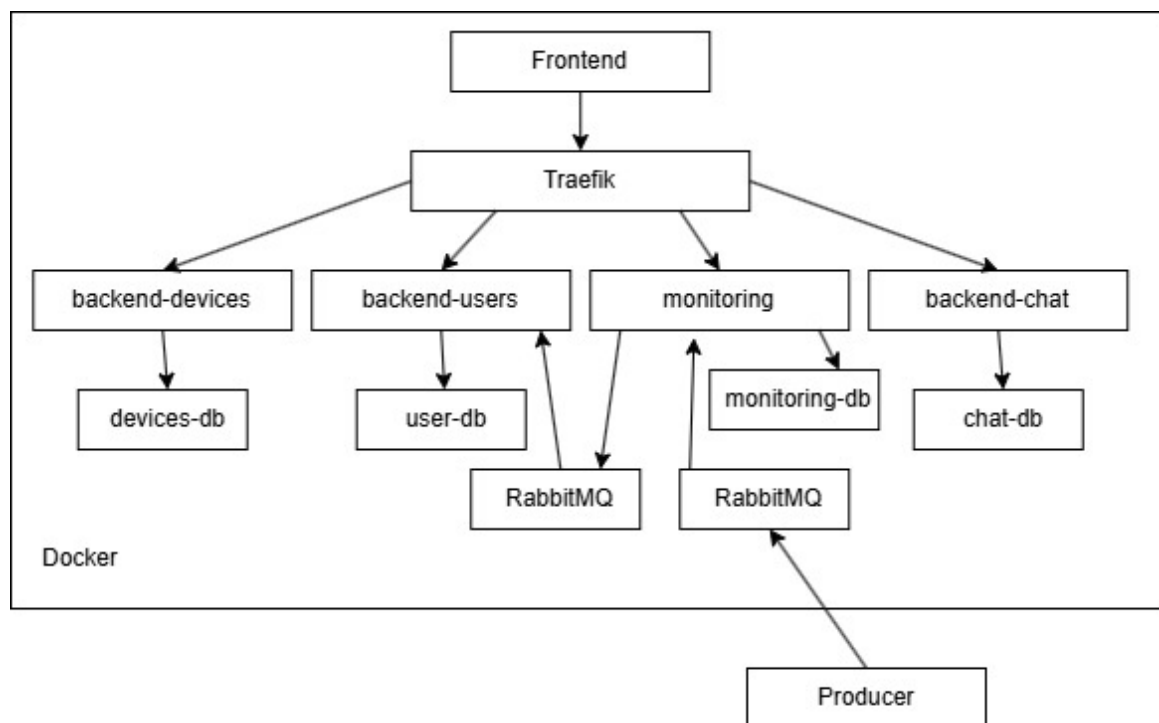 Frontend
Traefik
backend-devices
backend-users
monitoring
backend-chat
devices-db
user-db
monitoring-db
chat-db
RabbitMQ
RabbitMQ
Docker
Producer